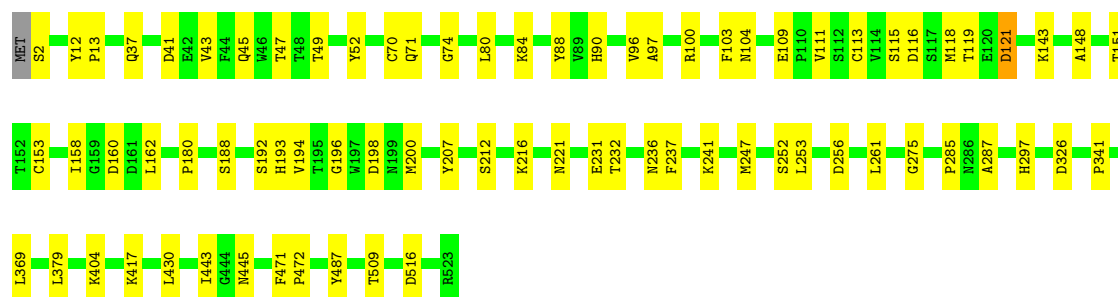 MET S2 Y12 P13 Q37 D41 E42 V43 F44 Q45 W46 T47 T48 T49 Y52 C70 Q71 G74 L80 K84 Y88 V89 H90 V96 A97 R100 F103 N104 E109 P110 V111 S112 C113 V114 S115 D116 S117 M118 T119 E120 D121 K143 A148 T151
T152 C153 I158 G159 D160 D161 L162 P180 S188 S192 H193 V194 T195 G196 W197 D198 N199 M200 Y207 S212 K216 N221 E231 T232 N236 F237 K241 M247 S252 L253 D256 L261 G275 P285 N286 A287 H297 D326 P341
L369 L379 K404 K417 L430 I443 G444 N445 F471 P472 Y487 T509 D516 R523